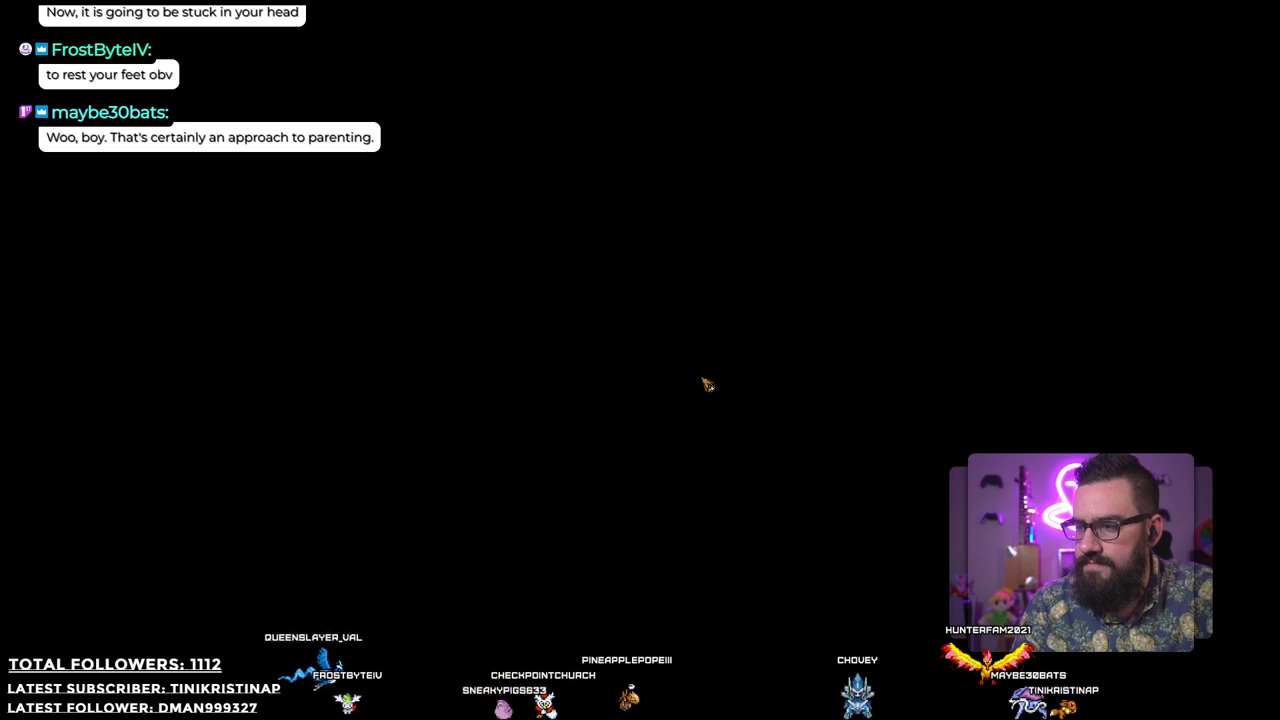 Now, it is going to be stuck in your head
FrostByteIV:
to rest your feet obv
maybe30bats:
Woo, boy. That's certainly an approach to parenting.
HUNTERFAM2021
QUEENSLAYER_VAL
PINEAPPLEPOPEIII
CHOVEY
TOTAL FOLLOWERS: 1112
FROSTBYTEIV
CHECKPOINTCHURCH
MAYBE30BATS
LATEST SUBSCRIBER: TINIKRISTINAP
SNEAKYPIGS633
TINIKRISTINAP
LATEST FOLLOWER: DMAN999327